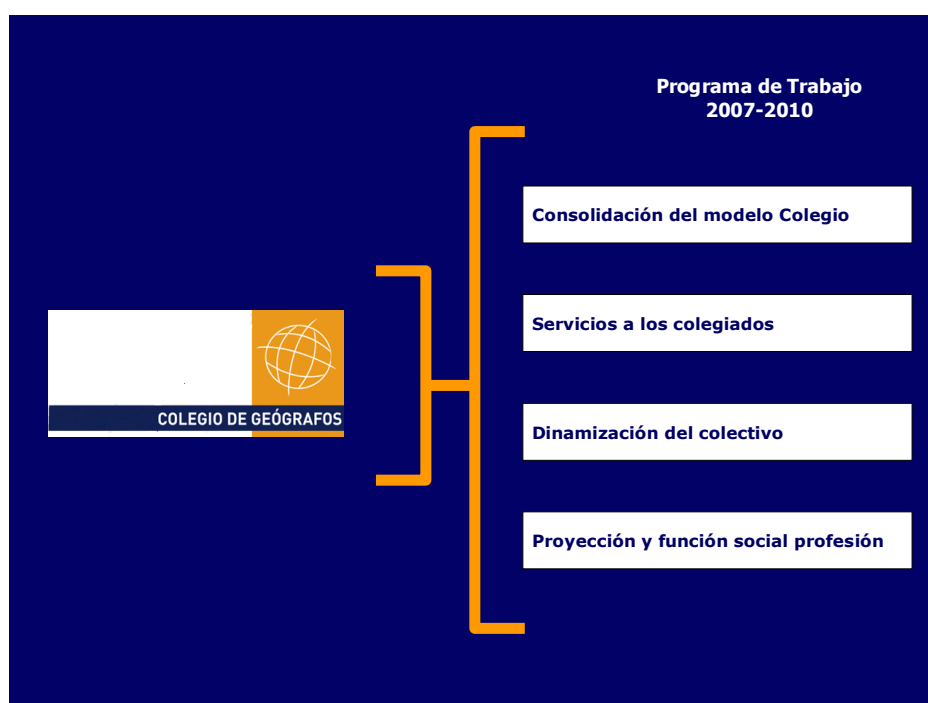 Programa de Trabajo
2007-2010
Consolidación del modelo Colegio
Servicios a los colegiados
COLEGIO DE GEÓGRAFOS
Dinamización del colectivo
Proyección y función social profesión